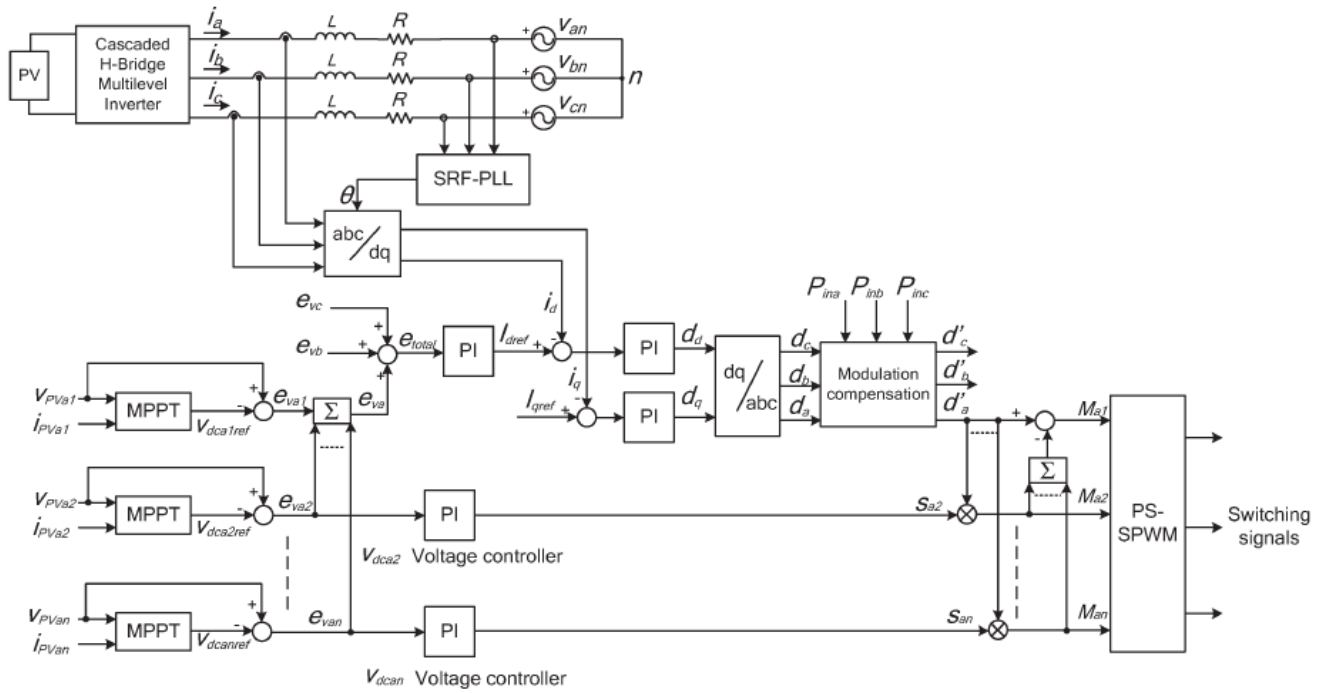 i_a L R v_an
PV Cascaded H-Bridge Multilevel Inverter
i_b L R v_bn n
i_c L R v_cn
+
+
+
SRF-PLL
θ
abc/dq
P_ina P_inb P_inc
e_vc i_d
+
e_vb + e_total PI I_dref + - PI d_d dq/abc d_c Modulation compensation d'_c
+
d_b d'_b
e_va i_q
I_qref + - PI d_q d_a d'_a
v_PVa1 MPPT + - e_va1 Σ + M_a1
i_PVa1 v_dca1ref
.....
.....
- Σ
.....
v_PVa2 MPPT + - e_va2 PI s_a2 M_a2 PS-SPWM Switching signals
i_PVa2 v_dca2ref
v_dca2 Voltage controller
v_PVan MPPT + - e_van PI s_an M_an
i_PVan v_dcanref
v_dcan Voltage controller